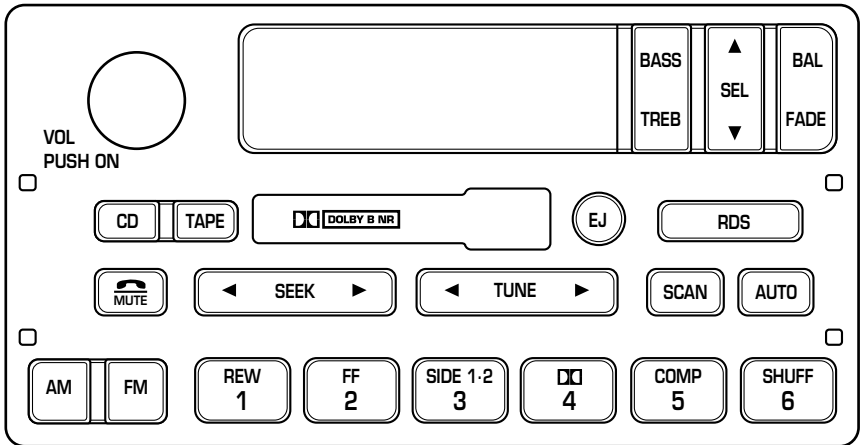 BASS
TREB
▲
SEL
▼
BAL
FADE
VOL
PUSH ON
CD
TAPE
DOLBY B NR
EJ
RDS
MUTE
◄ SEEK ►
◄ TUNE ►
SCAN
AUTO
AM
FM
REW
1
FF
2
SIDE 1·2
3
4
COMP
5
SHUFF
6